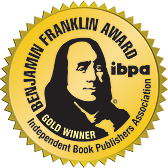 BENJAMIN FRANKLIN AWARD
ibpa
GOLD WINNER
Independent Book Publishers Association